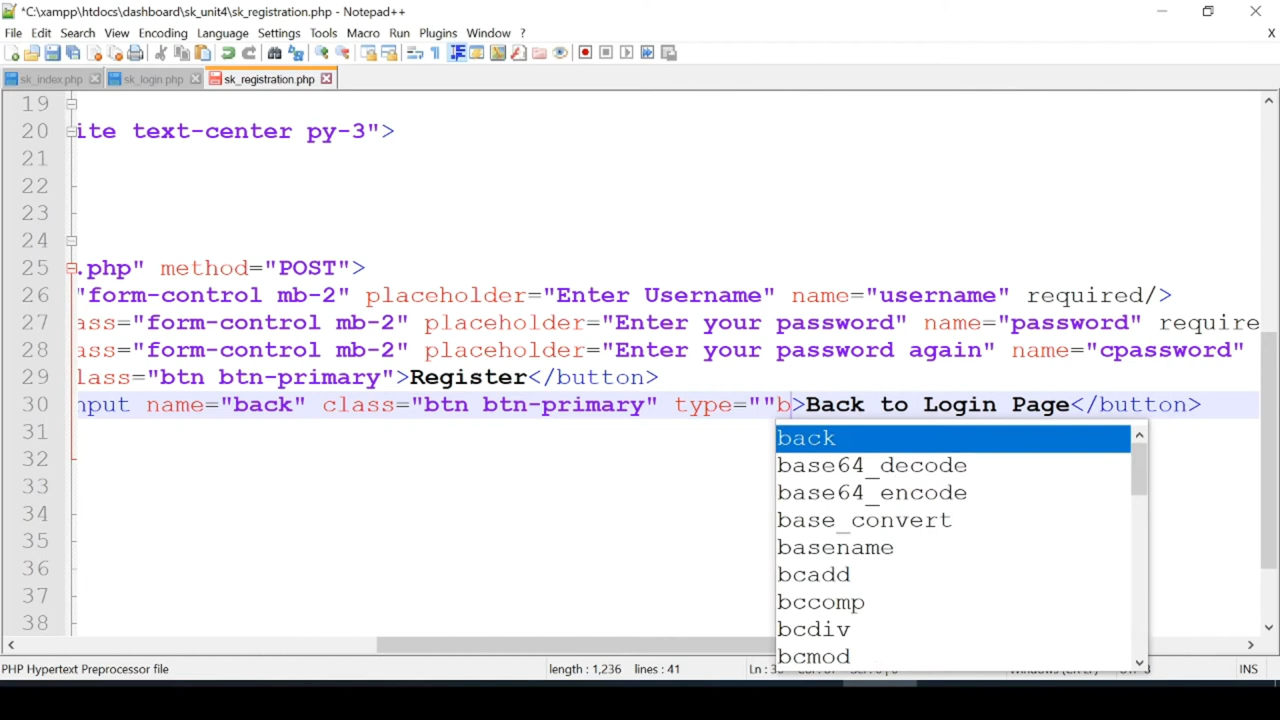 *C:\xampp\htdocs\dashboard\sk_unit4\sk_registration.php - Notepad++
File Edit Search View Encoding Language Settings Tools Macro Run Plugins Window ? X
sk_index.php sk_login.php sk_registration.php
19
20 ite text-center py-3">
21
22
23
24
25 .php" method="POST">
26 "form-control mb-2" placeholder="Enter Username" name="username" required/>
27 ass="form-control mb-2" placeholder="Enter your password" name="password" require
28 ass="form-control mb-2" placeholder="Enter your password again" name="cpassword"
29 lass="btn btn-primary">Register</button>
30 nput name="back" class="btn btn-primary" type=""b>Back to Login Page</button>
31
32
33
34
35
36
37
38
back
base64_decode
base64_encode
base_convert
basename
bcadd
bccomp
bcdiv
bcmod
PHP Hypertext Preprocessor file length : 1,236 lines : 41 INS